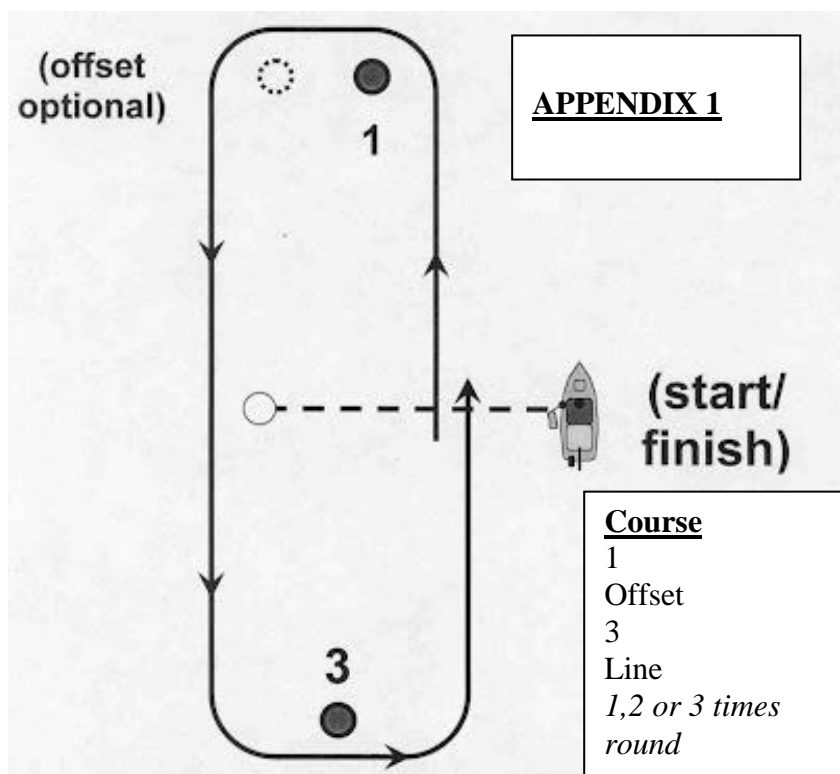 (offset
optional)
APPENDIX 1
1
(start/
finish)
3
Course
1
Offset
3
Line
1,2 or 3 times
round